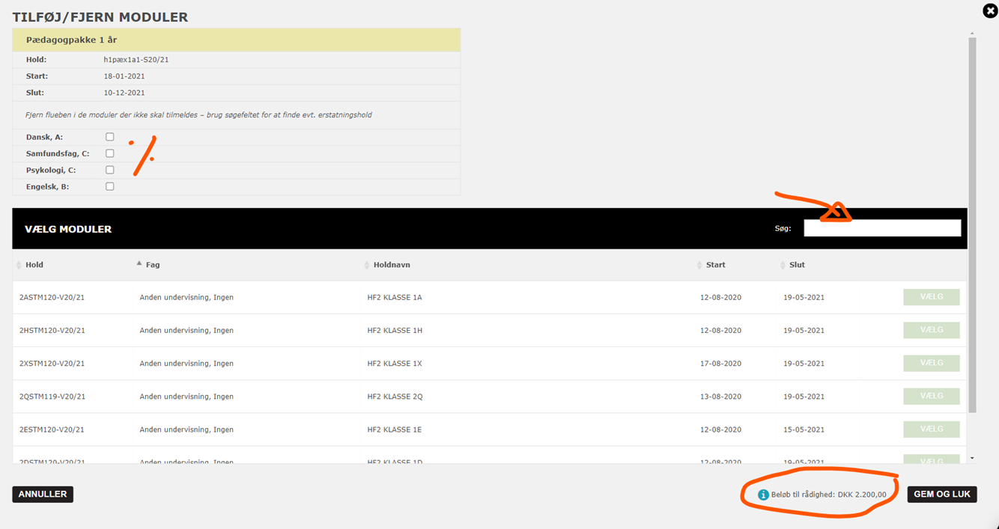 TILFØJ/FJERN MODULER
Pædagogpakke 1 år
Hold: h1pæx1a1-S20/21
Start: 18-01-2021
Slut: 10-12-2021
Fjern flueben i de moduler der ikke skal tilmeldes – brug søgefeltet for at finde evt. erstatningshold
Dansk, A:
Samfundsfag, C:
Psykologi, C:
Engelsk, B:
VÆLG MODULER Søg:
Hold Fag Holdnavn Start Slut
2ASTM120-V20/21 Anden undervisning, Ingen HF2 KLASSE 1A 12-08-2020 19-05-2021 VÆLG
2HSTM120-V20/21 Anden undervisning, Ingen HF2 KLASSE 1H 12-08-2020 19-05-2021 VÆLG
2XSTM120-V20/21 Anden undervisning, Ingen HF2 KLASSE 1X 17-08-2020 19-05-2021 VÆLG
2QSTM119-V20/21 Anden undervisning, Ingen HF2 KLASSE 2Q 13-08-2020 19-05-2021 VÆLG
2ESTM120-V20/21 Anden undervisning, Ingen HF2 KLASSE 1E 12-08-2020 15-05-2021 VÆLG
2DSTM120-V20/21 Anden undervisning, Ingen HF2 KLASSE 1D 12-08-2020 19-05-2021 VÆLG
ANNULLER Beløb til rådighed: DKK 2.200,00 GEM OG LUK